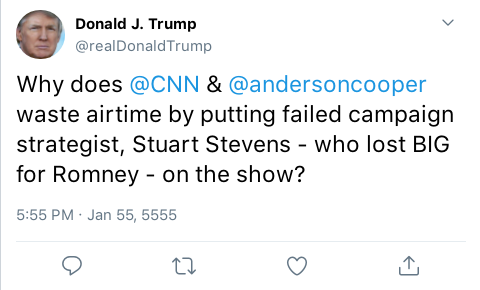 Donald J. Trump
@realDonaldTrump
Why does @CNN & @andersoncooper
waste airtime by putting failed campaign
strategist, Stuart Stevens - who lost BIG
for Romney - on the show?
5:55 PM · Jan 55, 5555